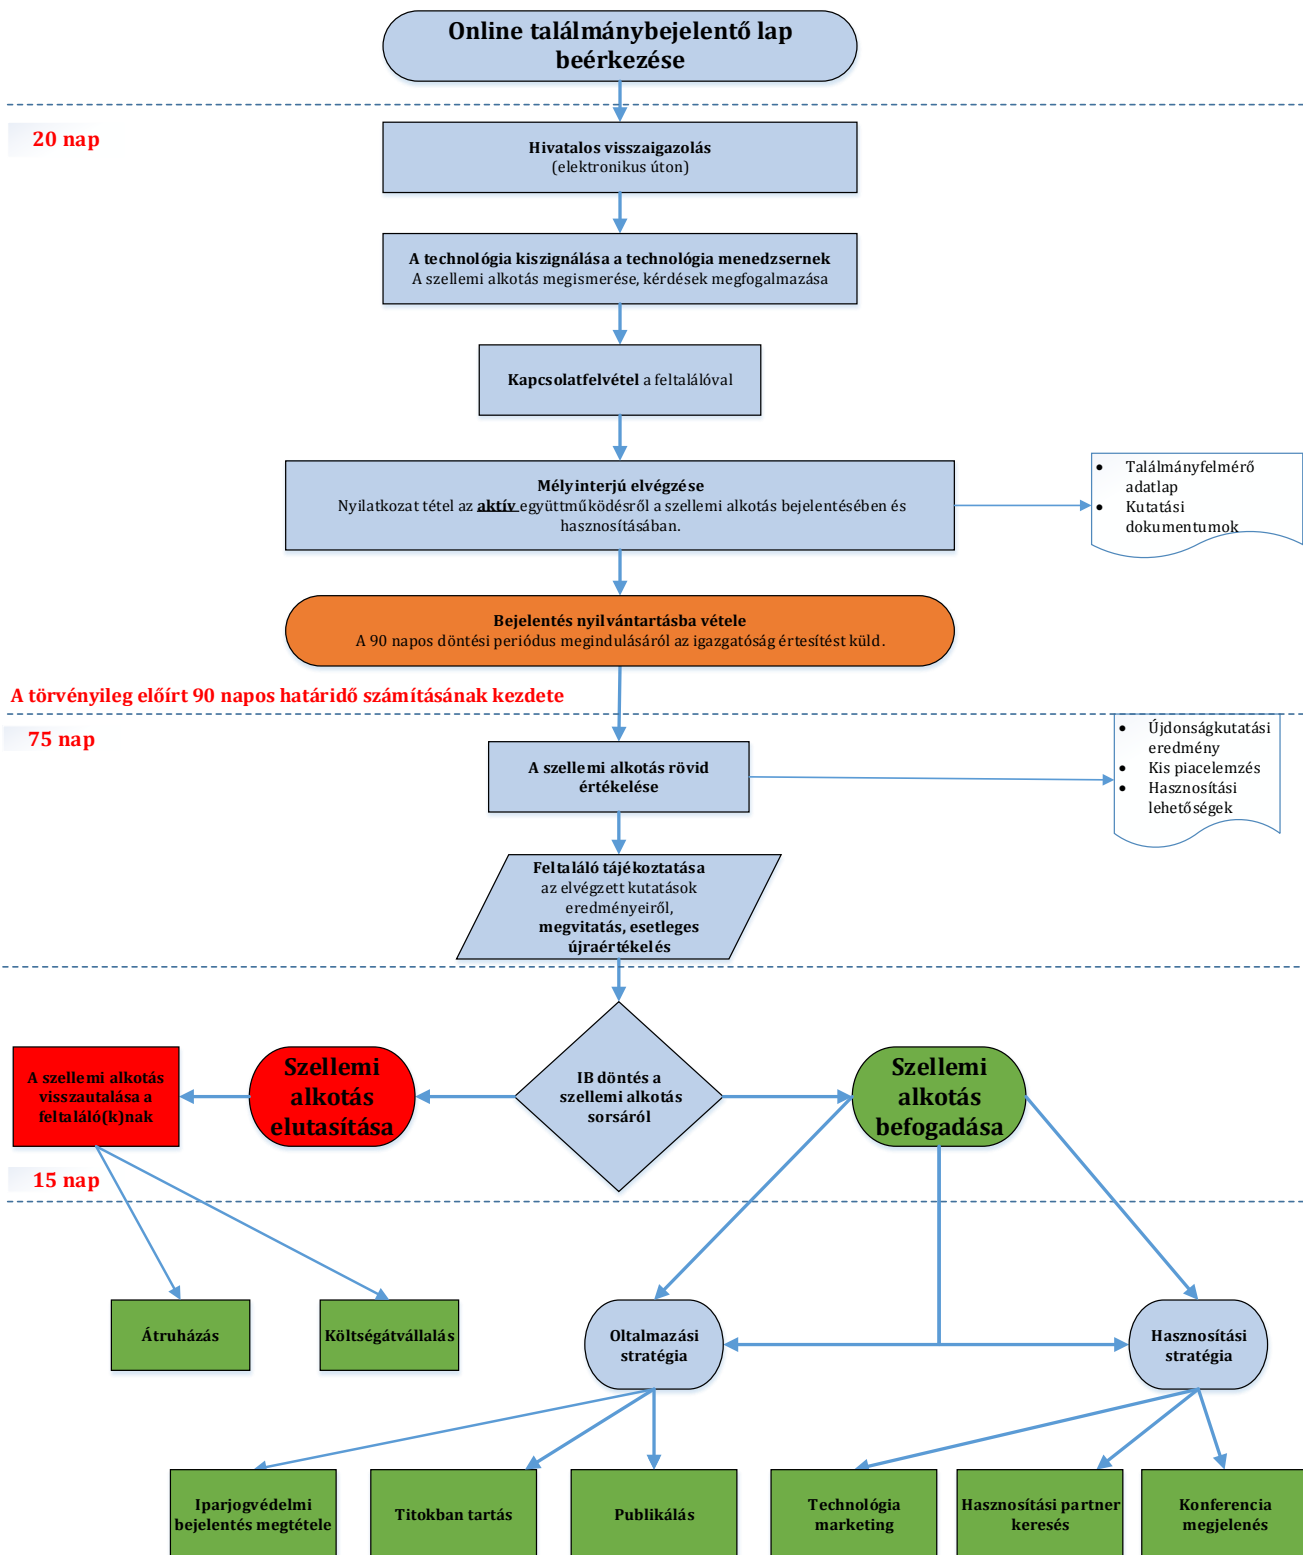 Online találmánybejelentő lap
beérkezése
20 nap
Hivatalos visszaigazolás
(elektronikus úton)
A technológia kiszignálása a technológia menedzsernek
A szellemi alkotás megismerése, kérdések megfogalmazása
Kapcsolatfelvétel a feltalálóval
Mélyinterjú elvégzése
Nyilatkozat tétel az aktív együttműködésről a szellemi alkotás bejelentésében és
hasznosításában.
• Találmányfelmérő
adatlap
• Kutatási
dokumentumok
Bejelentés nyilvántartásba vétele
A 90 napos döntési periódus megindulásáról az igazgatóság értesítést küld.
A törvényileg előírt 90 napos határidő számításának kezdete
75 nap
A szellemi alkotás rövid
értékelése
• Újdonságkutatási
eredmény
• Kis piacelemzés
• Hasznosítási
lehetőségek
Feltaláló tájékoztatása
az elvégzett kutatások
eredményeiről,
megvitatás, esetleges
újraértékelés
A szellemi alkotás
visszautalása a
feltaláló(k)nak
Szellemi
alkotás
elutasítása
IB döntés a
szellemi alkotás
sorsáról
Szellemi
alkotás
befogadása
15 nap
Átruházás
Költségátvállalás
Oltalmazási
stratégia
Hasznosítási
stratégia
Iparjogvédelmi
bejelentés megtétele
Titokban tartás
Publikálás
Technológia
marketing
Hasznosítási partner
keresés
Konferencia
megjelenés